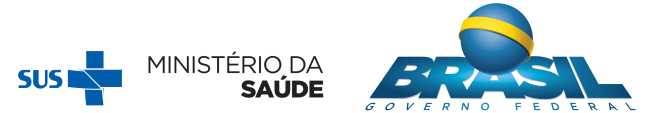 SUS
MINISTÉRIO DA
SAÚDE
BRASIL
GOVERNO FEDERAL